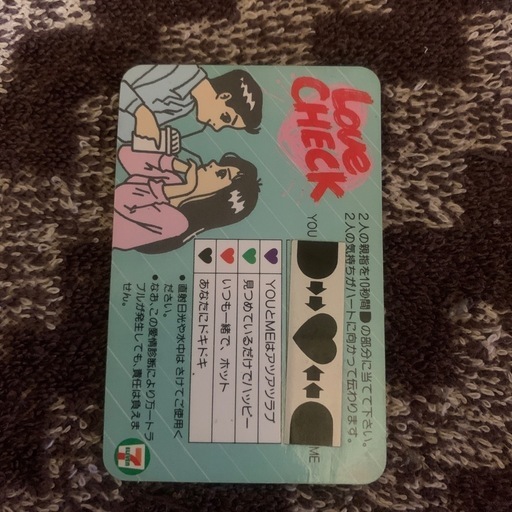 LOVE
CHECK
2人の親指を10秒間 の部分に当てて下さい。
2人の気持ちがハートに向かって伝わります。
YOU
ME
YOUとMEはアツアツラブ
見つめているだけでハッピー
いつも一緒で、ホット
あなたにドキドキ
• 直射日光や水中は、さけてご使用く
ださい。
• なお、この愛情診断により万一トラ
ブルが発生しても、責任は負えま
せん。
7
ELEVEN